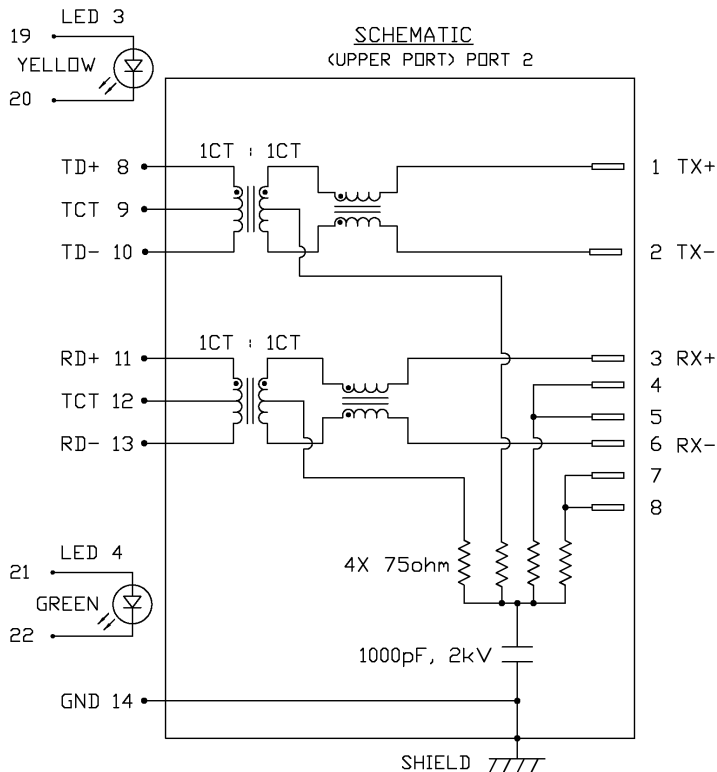 LED 3
19
YELLOW
20
SCHEMATIC
(UPPER PORT) PORT 2
1CT : 1CT
TD+ 8
TCT 9
TD- 10
1 TX+
2 TX-
1CT : 1CT
RD+ 11
TCT 12
RD- 13
3 RX+
4
5
6 RX-
7
8
LED 4
21
GREEN
22
4X 75ohm
1000pF, 2kV
GND 14
SHIELD